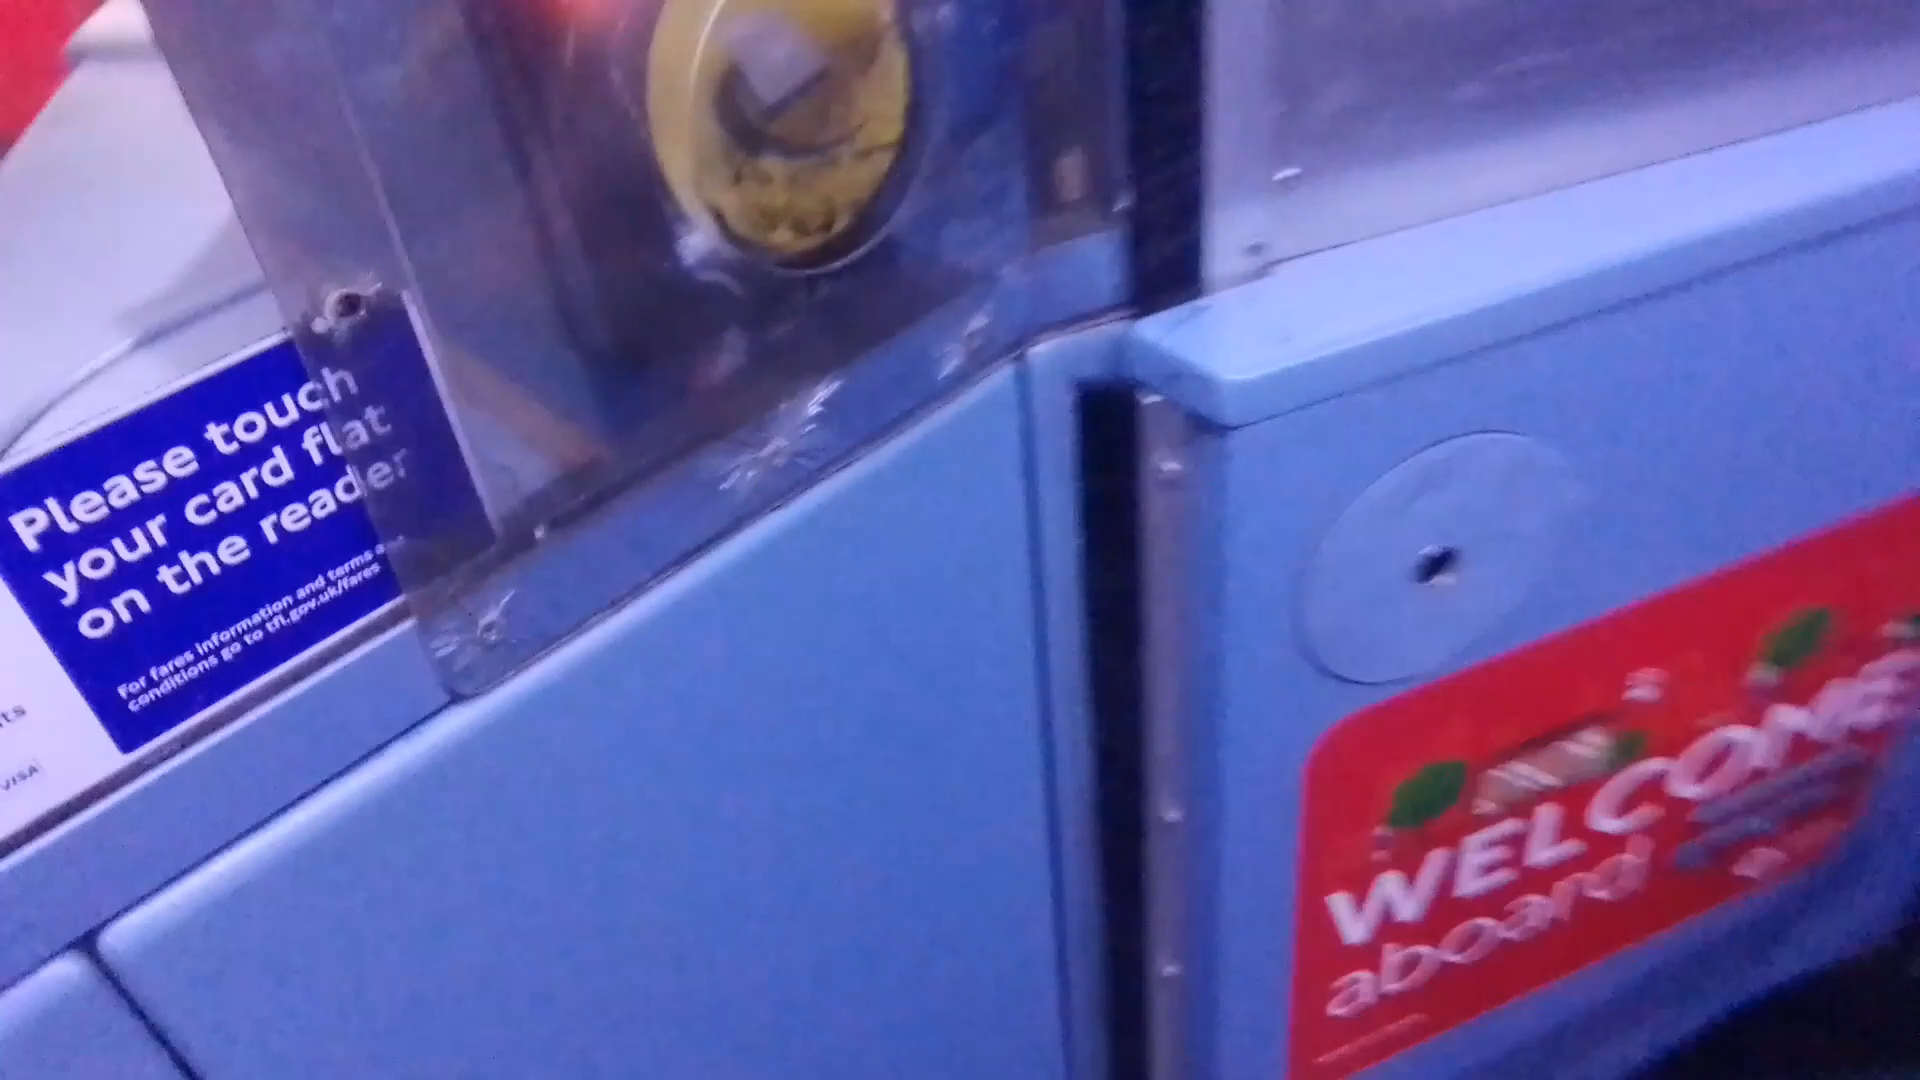 Please touch
your card flat
on the reader
For fares information and terms
conditions go to tfl.gov.uk/fares
VISA
WELCOME
aboard